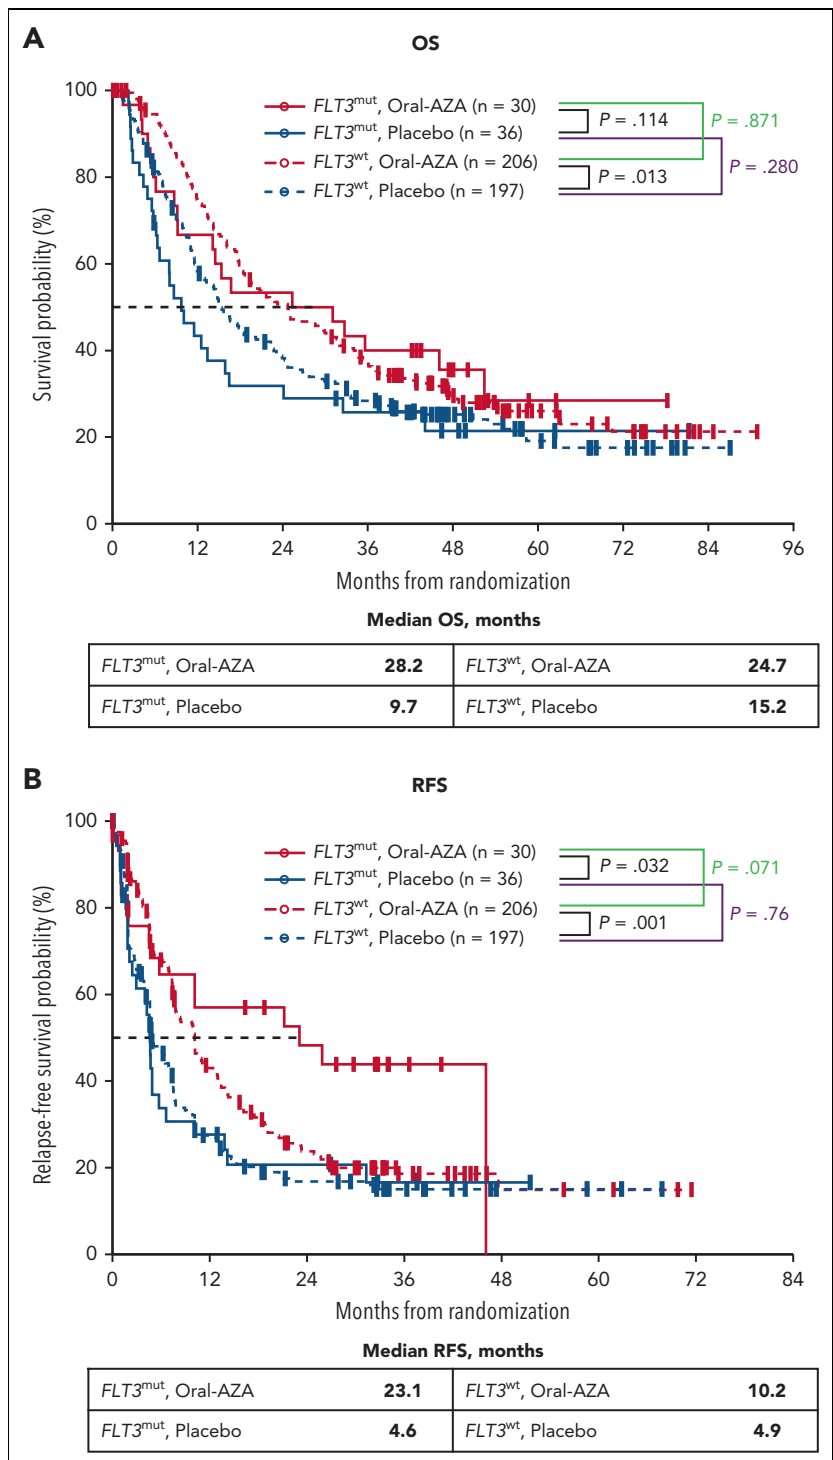 A
OS
100
80
60
40
20
0
Survival probability (%)
FLT3mut, Oral-AZA (n = 30)
FLT3mut, Placebo (n = 36)
FLT3wt, Oral-AZA (n = 206)
FLT3wt, Placebo (n = 197)
P = .114
P = .013
P = .871
P = .280
0 12 24 36 48 60 72 84 96
Months from randomization
Median OS, months
FLT3mut, Oral-AZA 28.2 FLT3wt, Oral-AZA 24.7
FLT3mut, Placebo 9.7 FLT3wt, Placebo 15.2
B
RFS
100
80
60
40
20
0
Relapse-free survival probability (%)
FLT3mut, Oral-AZA (n = 30)
FLT3mut, Placebo (n = 36)
FLT3wt, Oral-AZA (n = 206)
FLT3wt, Placebo (n = 197)
P = .032
P = .001
P = .071
P = .76
0 12 24 36 48 60 72 84
Months from randomization
Median RFS, months
FLT3mut, Oral-AZA 23.1 FLT3wt, Oral-AZA 10.2
FLT3mut, Placebo 4.6 FLT3wt, Placebo 4.9